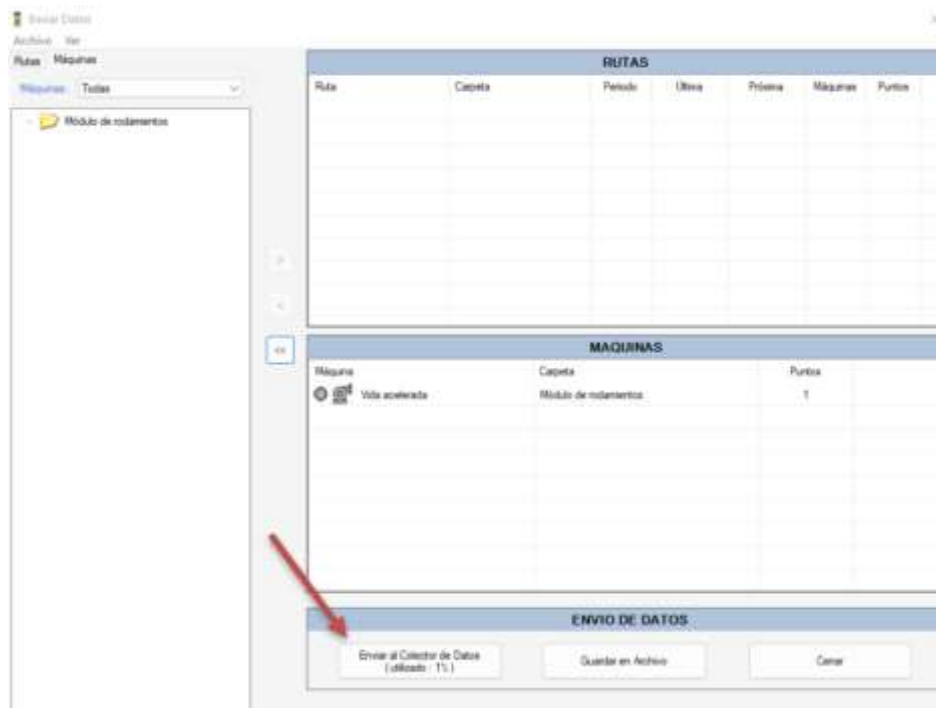 Enviar Datos
Archivo Ver
Rutas Máquinas
Máquinas: Todas
Módulo de rodamientos
RUTAS
Ruta Carpeta Periodo Última Próxima Máquinas Puntos
>
<
<<
MAQUINAS
Máquina Carpeta Puntos
Vida acelerada Módulo de rodamientos 1
ENVIO DE DATOS
Enviar al Colector de Datos
( utilizado : 1% )
Guardar en Archivo
Cerrar